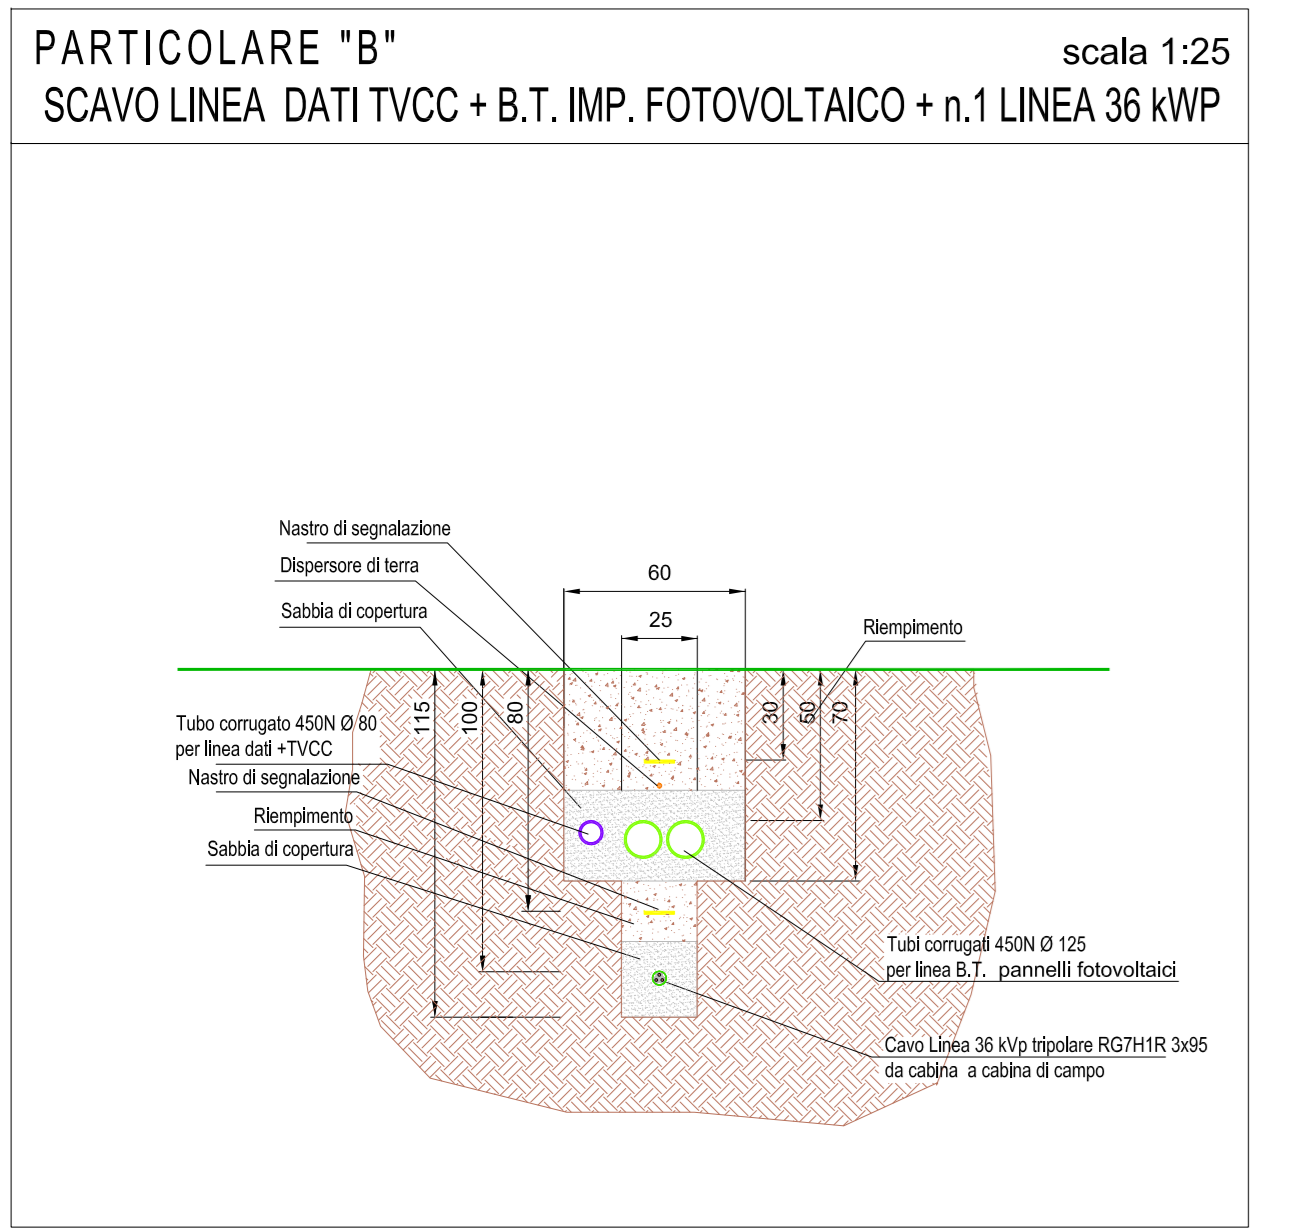 PARTICOLARE "B"
scala 1:25
SCAVO LINEA DATI TVCC + B.T. IMP. FOTOVOLTAICO + n.1 LINEA 36 kWP
Nastro di segnalazione
Dispersore di terra
Sabbia di copertura
60
25
Riempimento
115
100
80
30
50
70
Tubo corrugato 450N Ø 80
per linea dati +TVCC
Nastro di segnalazione
Riempimento
Sabbia di copertura
Tubi corrugati 450N Ø 125
per linea B.T. pannelli fotovoltaici
Cavo Linea 36 kVp tripolare RG7H1R 3x95
da cabina a cabina di campo